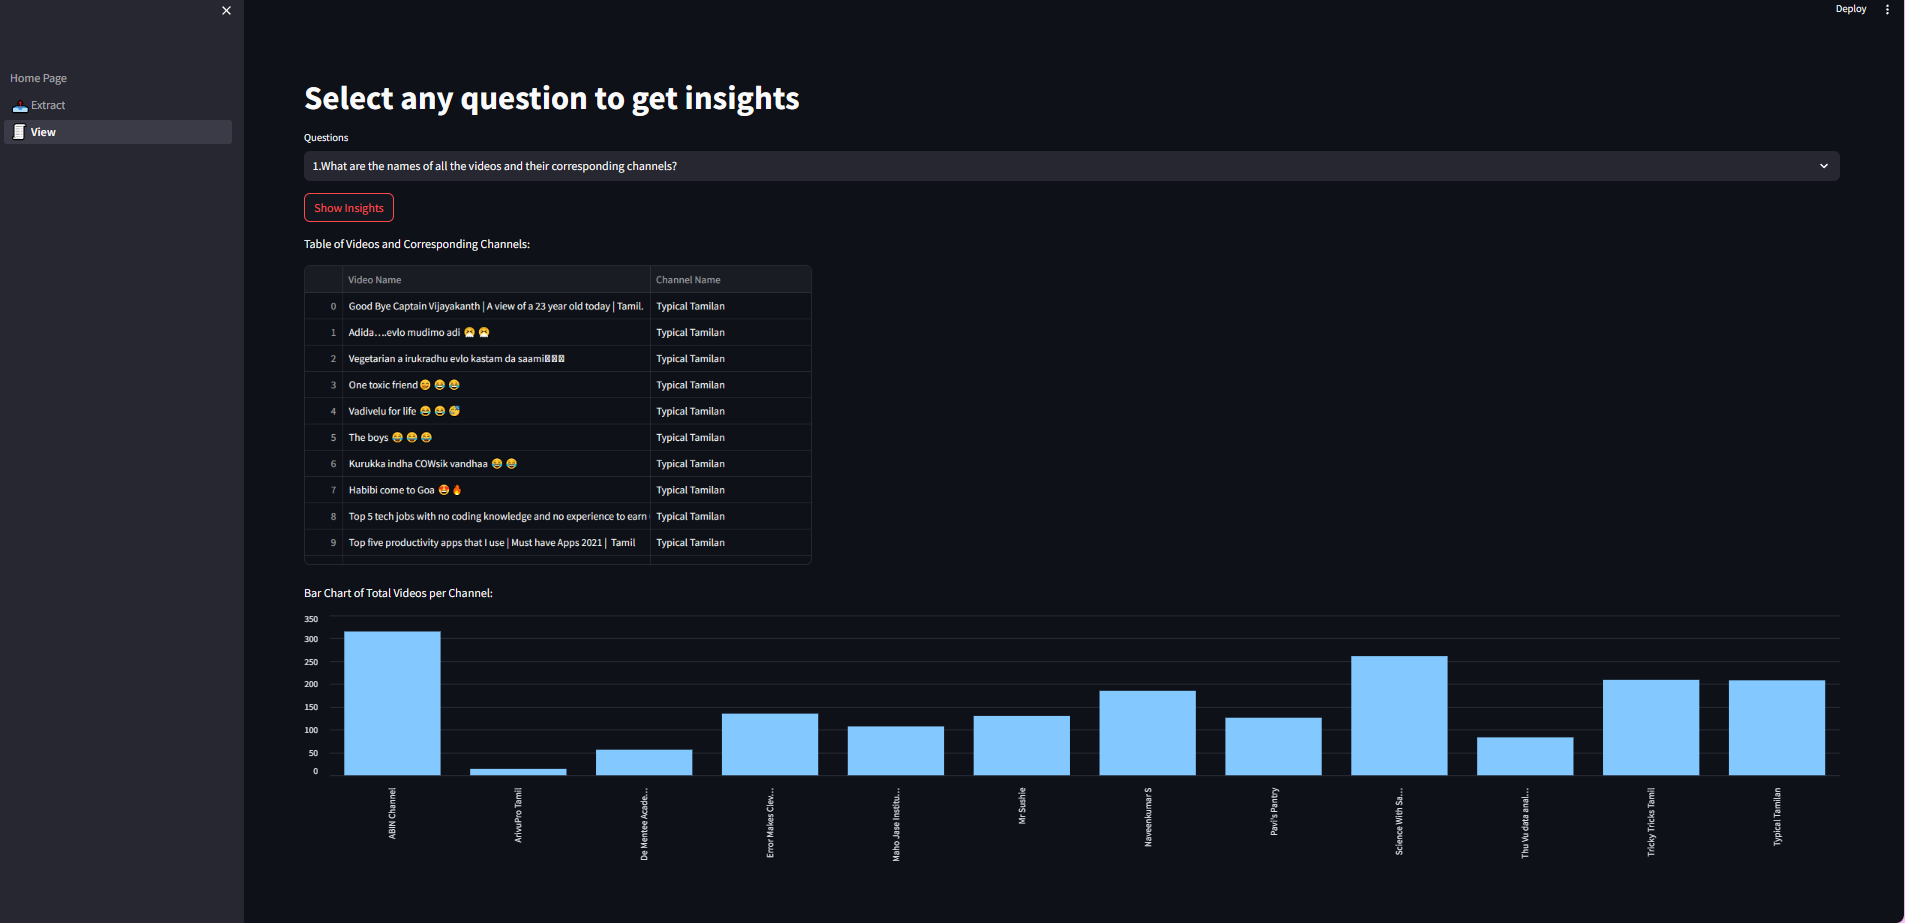 Deploy
Home Page
Extract
View
Select any question to get insights
Questions
1.What are the names of all the videos and their corresponding channels?
Show Insights
Table of Videos and Corresponding Channels:
Video Name Channel Name
0 Good Bye Captain Vijayakanth | A view of a 23 year old today | Tamil. Typical Tamilan
1 Adida....evlo mudimo adi 😤 😤 Typical Tamilan
2 Vegetarian a irukradhu evlo kastam da saami Typical Tamilan
3 One toxic friend 😂 😂 Typical Tamilan
4 Vadivelu for life 😂 😂 Typical Tamilan
5 The boys 😂 😂 😂 Typical Tamilan
6 Kurukka indha COWsik vandhaa 😂 😂 Typical Tamilan
7 Habibi come to Goa 😍 🔥 Typical Tamilan
8 Top 5 tech jobs with no coding knowledge and no experience to earn Typical Tamilan
9 Top five productivity apps that I use | Must have Apps 2021 | Tamil Typical Tamilan
Bar Chart of Total Videos per Channel:
350
300
250
200
150
100
50
0
ABIN Channel
ArivuPro Tamil
De Mentee Acade...
Error Makes Clev...
Maho Jase Institu...
Mr Sushie
Naveenkumar S
Pavi's Pantry
Science With Sa...
Thu Vu data anal...
Tricky Tricks Tamil
Typical Tamilan